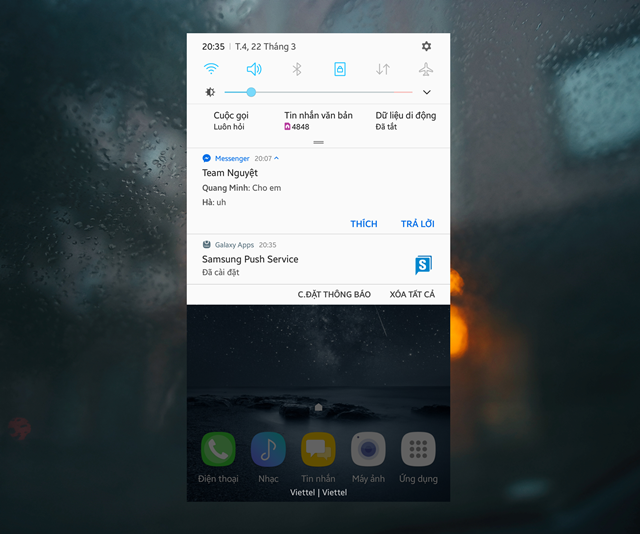 20:35 | T.4, 22 Tháng 3
Cuộc gọi Tin nhắn văn bản Dữ liệu di động
Luôn hỏi 4848 Đã tắt
Messenger 20:07
Team Nguyệt
Quang Minh: Cho em
Hà: uh
THÍCH TRẢ LỜI
Galaxy Apps 20:35
Samsung Push Service
Đã cài đặt
S
C.ĐẶT THÔNG BÁO XÓA TẤT CẢ
Điện thoại Nhạc Tin nhắn Máy ảnh Ứng dụng
Viettel | Viettel